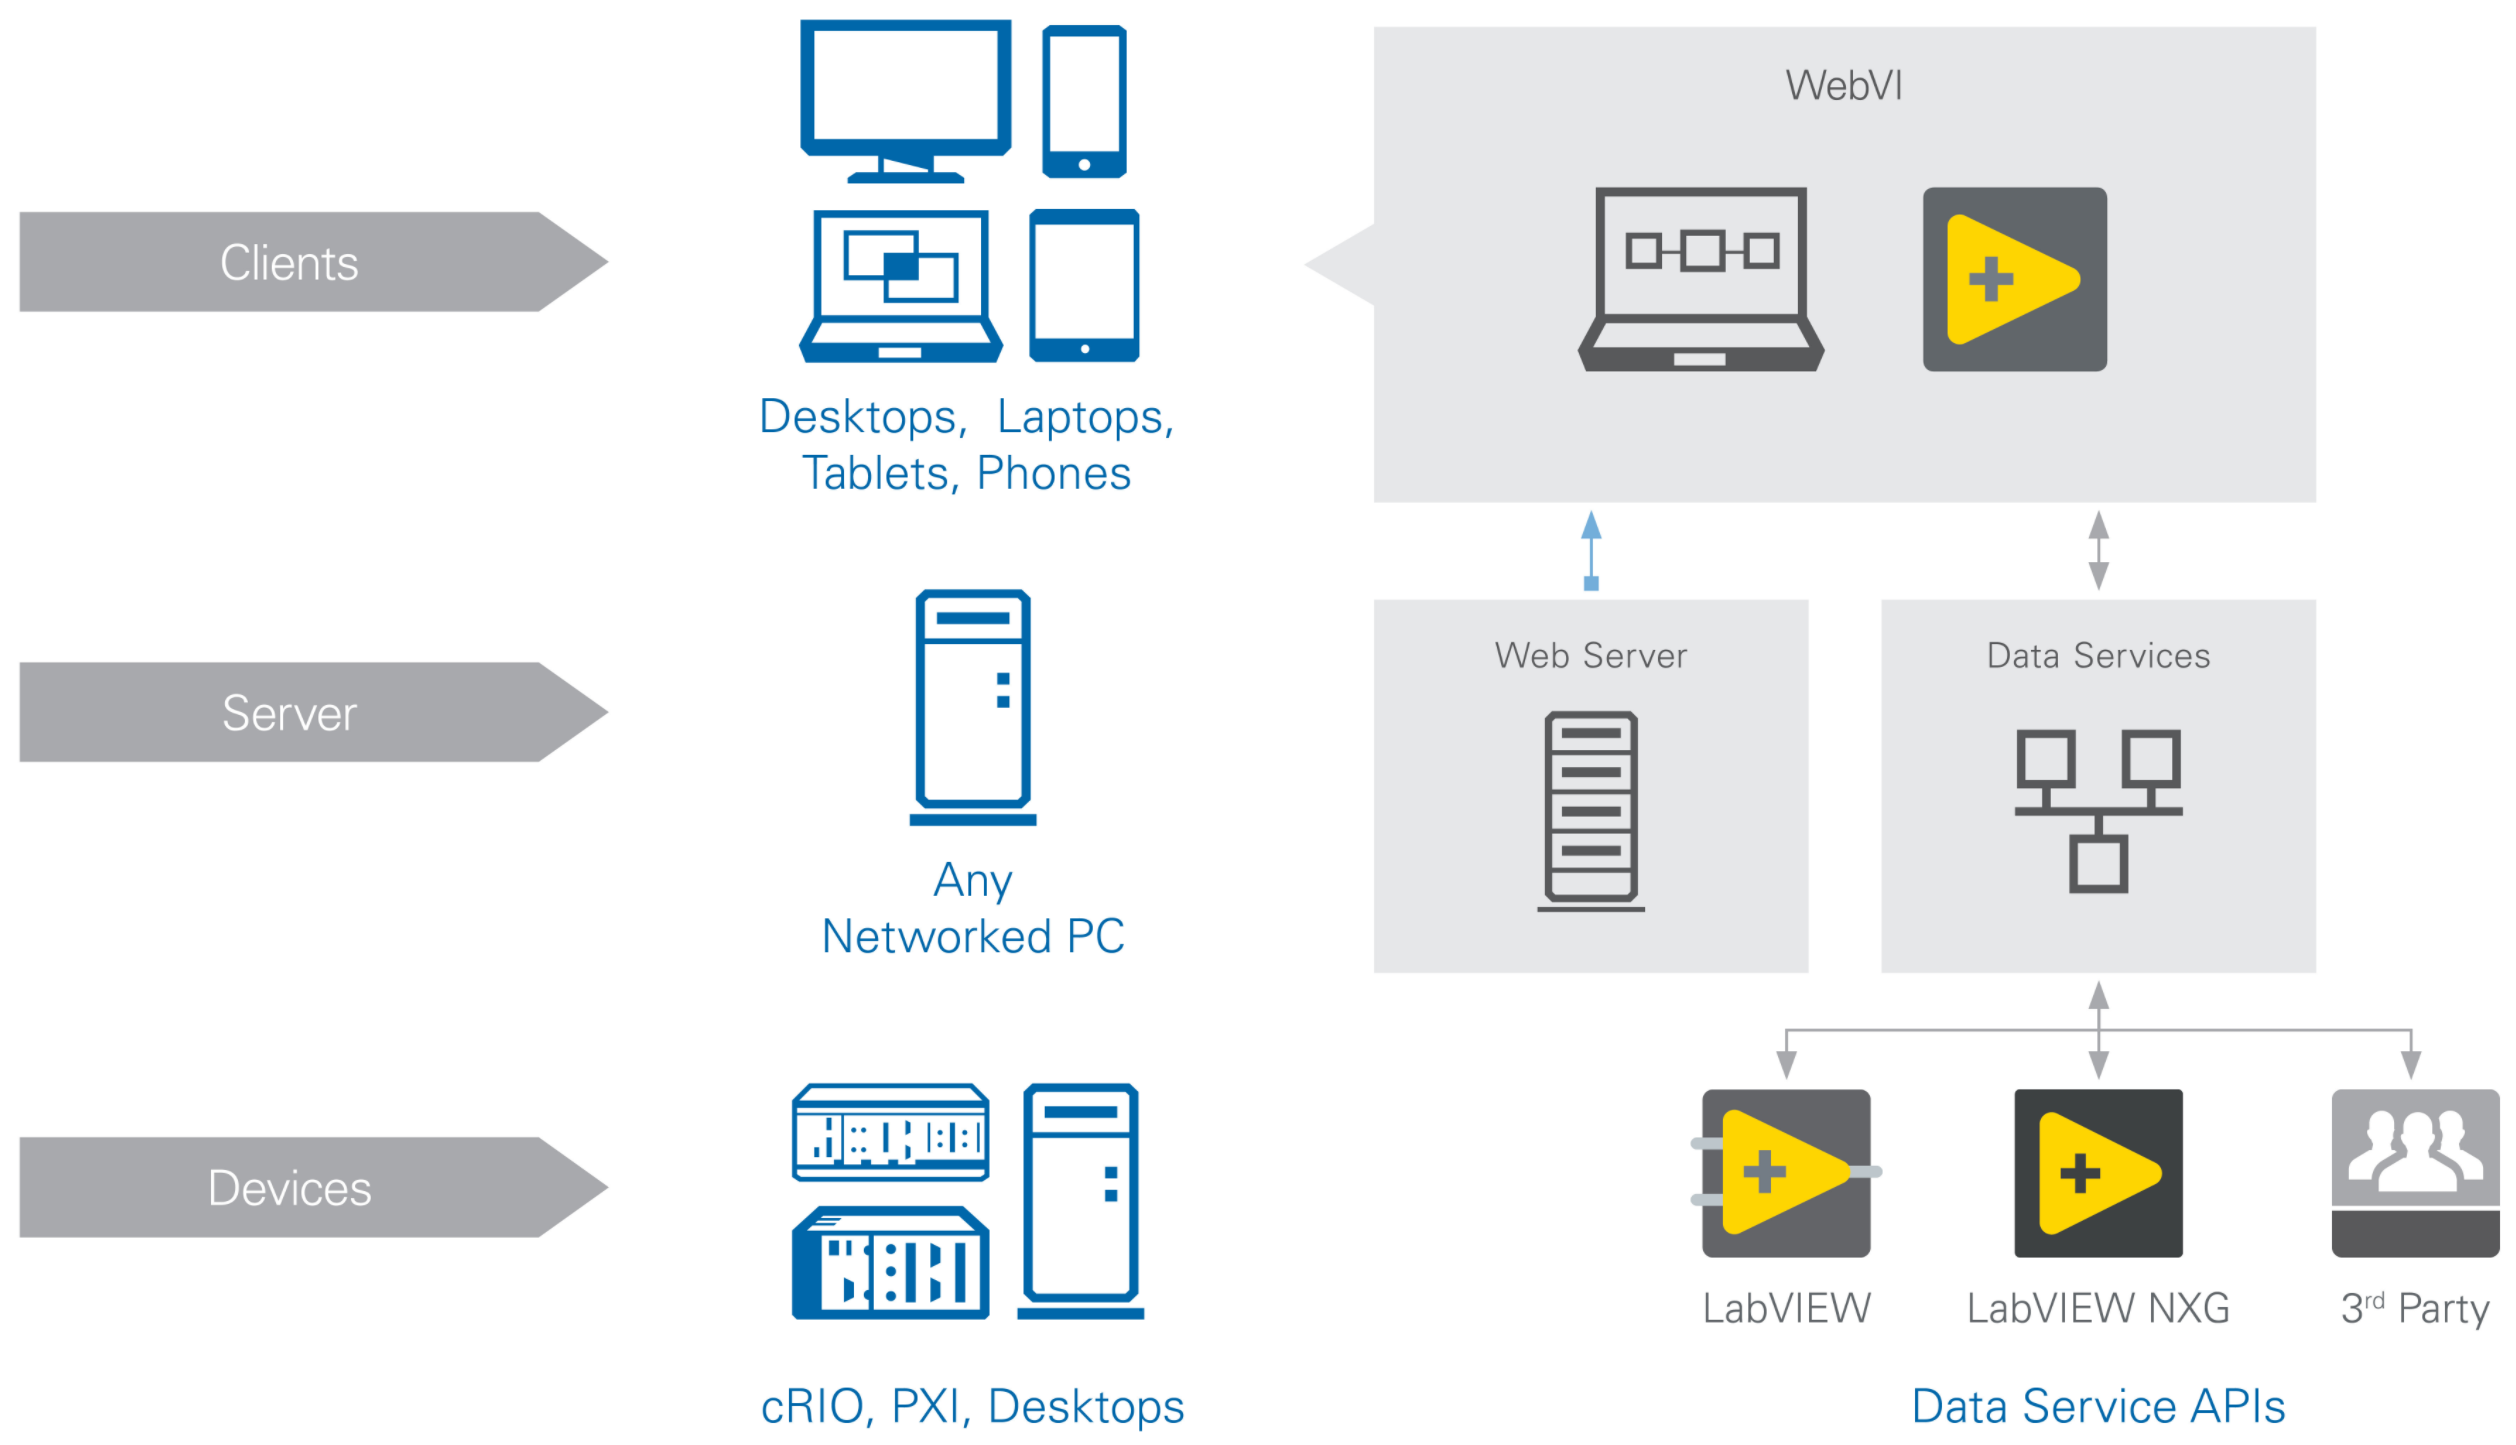 Clients
Desktops, Laptops,
Tablets, Phones
WebVI
Server
Any
Networked PC
Web Server
Data Services
Devices
cRIO, PXI, Desktops
LabVIEW
LabVIEW NXG
3rd Party
Data Service APIs